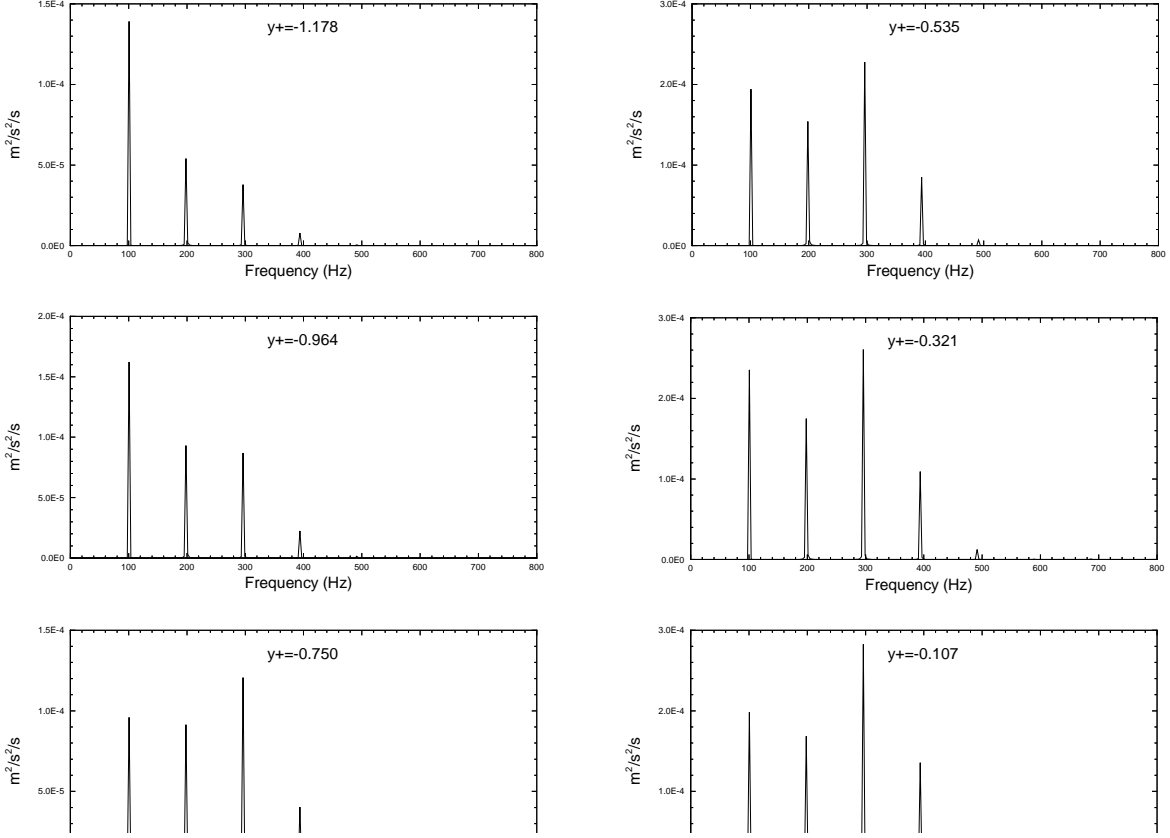 1.5E-4
y+=-1.178
1.0E-4
m²/s²/s
5.0E-5
0.0E0
0 100 200 300 400 500 600 700 800
Frequency (Hz)
3.0E-4
y+=-0.535
2.0E-4
m²/s²/s
1.0E-4
0.0E0
0 100 200 300 400 500 600 700 800
Frequency (Hz)
2.0E-4
y+=-0.964
1.5E-4
1.0E-4
m²/s²/s
5.0E-5
0.0E0
0 100 200 300 400 500 600 700 800
Frequency (Hz)
3.0E-4
y+=-0.321
2.0E-4
m²/s²/s
1.0E-4
0.0E0
0 100 200 300 400 500 600 700 800
Frequency (Hz)
1.5E-4
y+=-0.750
1.0E-4
m²/s²/s
5.0E-5
3.0E-4
y+=-0.107
2.0E-4
m²/s²/s
1.0E-4